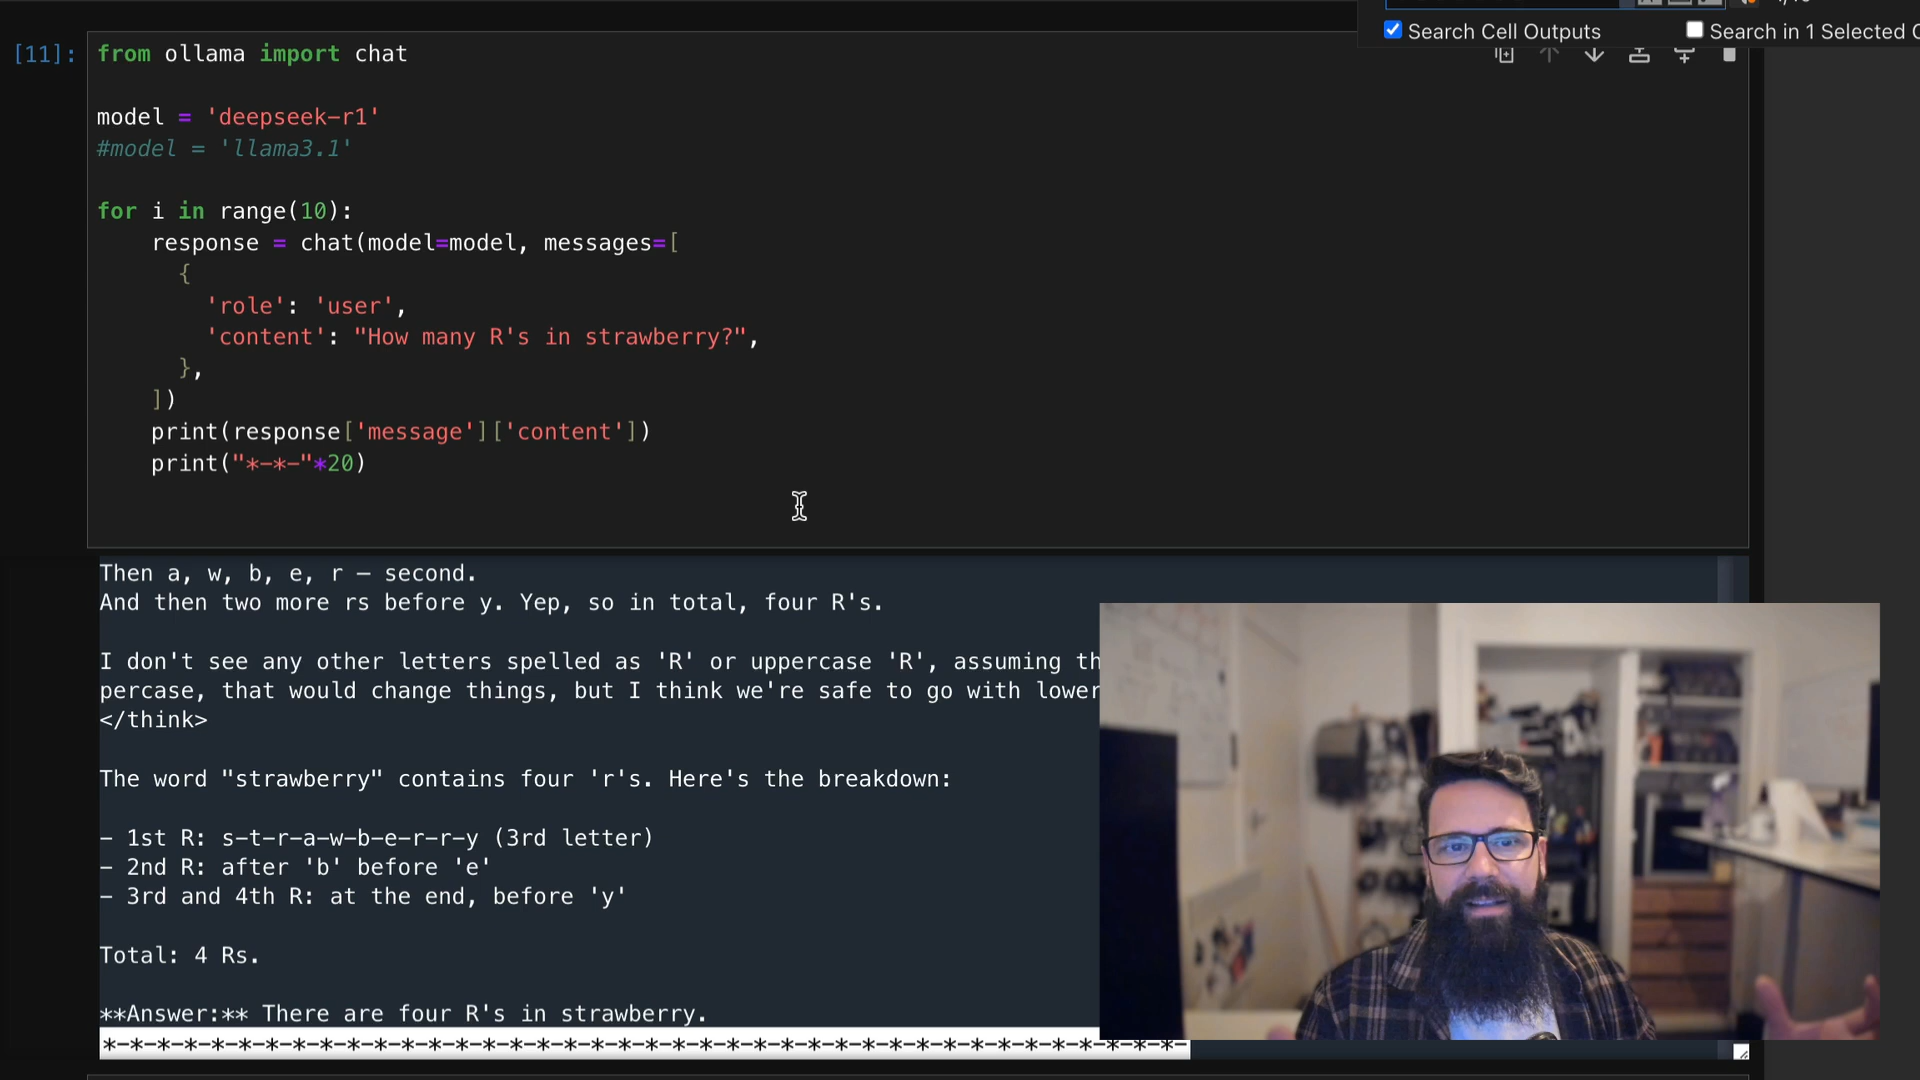 Search Cell Outputs
Search in 1 Selected
[11]:
from ollama import chat
model = 'deepseek-r1'
#model = 'llama3.1'
for i in range(10):
response = chat(model=model, messages=[
{
'role': 'user',
'content': "How many R's in strawberry?",
},
])
print(response['message']['content'])
print("*-*-"*20)
Then a, w, b, e, r – second.
And then two more rs before y. Yep, so in total, four R's.
I don't see any other letters spelled as 'R' or uppercase 'R', assuming
percase, that would change things, but I think we're safe to go with lower
</think>
The word "strawberry" contains four 'r's. Here's the breakdown:
- 1st R: s-t-r-a-w-b-e-r-r-y (3rd letter)
- 2nd R: after 'b' before 'e'
- 3rd and 4th R: at the end, before 'y'
Total: 4 Rs.
**Answer:** There are four R's in strawberry.
*-*-*-*-*-*-*-*-*-*-*-*-*-*-*-*-*-*-*-*-*-*-*-*-*-*-*-*-*-*-*-*-*-*-*-*-*-*-*-*-